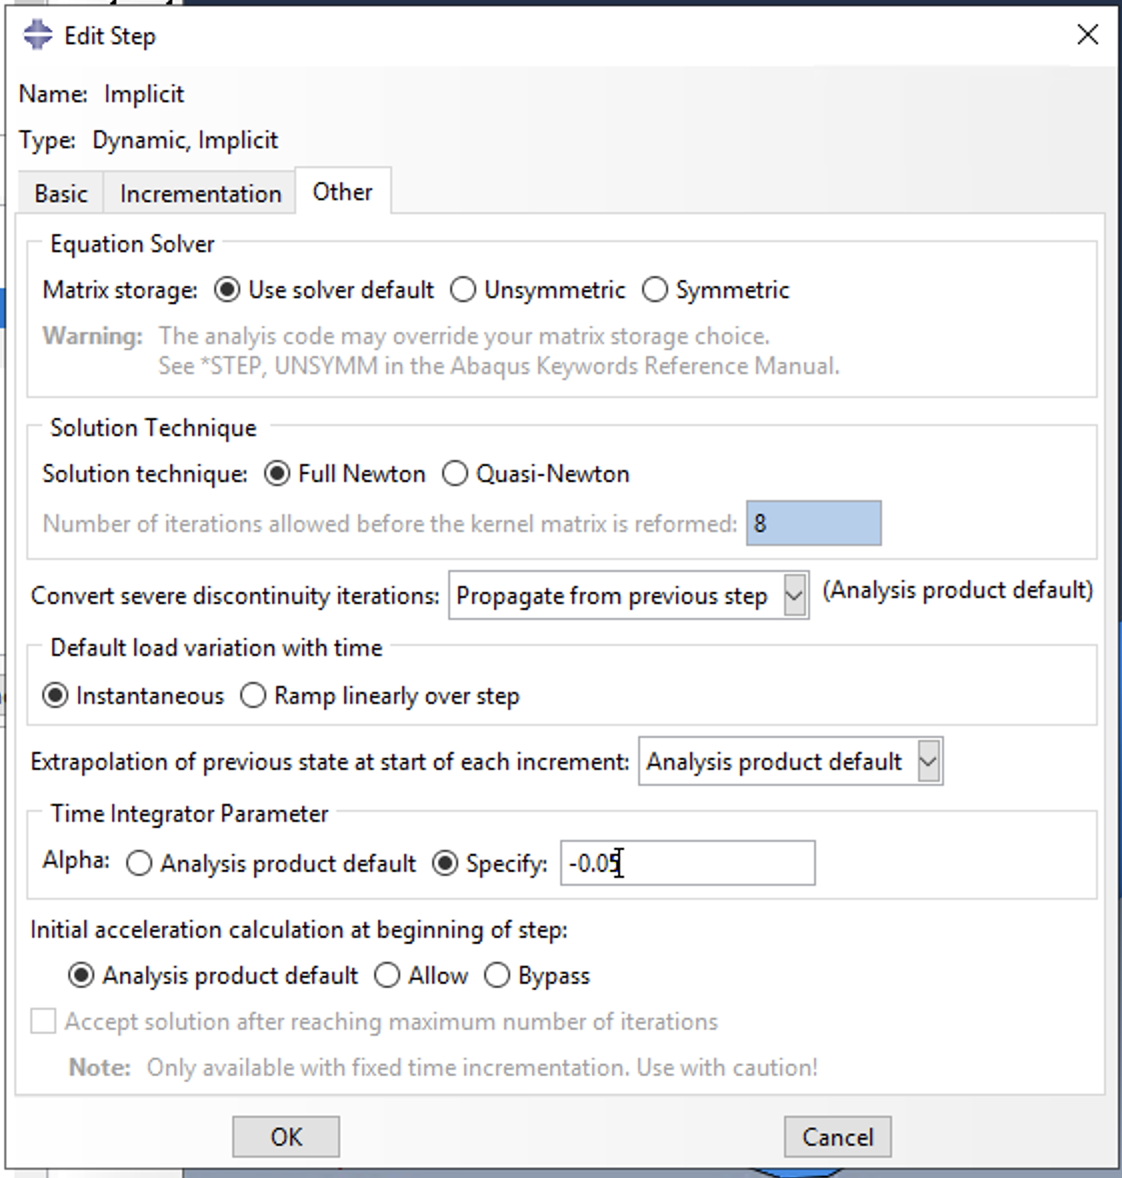 Edit Step
Name: Implicit
Type: Dynamic, Implicit
Basic Incrementation Other
Equation Solver
Matrix storage: Use solver default Unsymmetric Symmetric
Warning: The analyis code may override your matrix storage choice.
See *STEP, UNSYMM in the Abaqus Keywords Reference Manual.
Solution Technique
Solution technique: Full Newton Quasi-Newton
Number of iterations allowed before the kernel matrix is reformed: 8
Convert severe discontinuity iterations: Propagate from previous step (Analysis product default)
Default load variation with time
Instantaneous Ramp linearly over step
Extrapolation of previous state at start of each increment: Analysis product default
Time Integrator Parameter
Alpha: Analysis product default Specify: -0.05
Initial acceleration calculation at beginning of step:
Analysis product default Allow Bypass
Accept solution after reaching maximum number of iterations
Note: Only available with fixed time incrementation. Use with caution!
OK Cancel